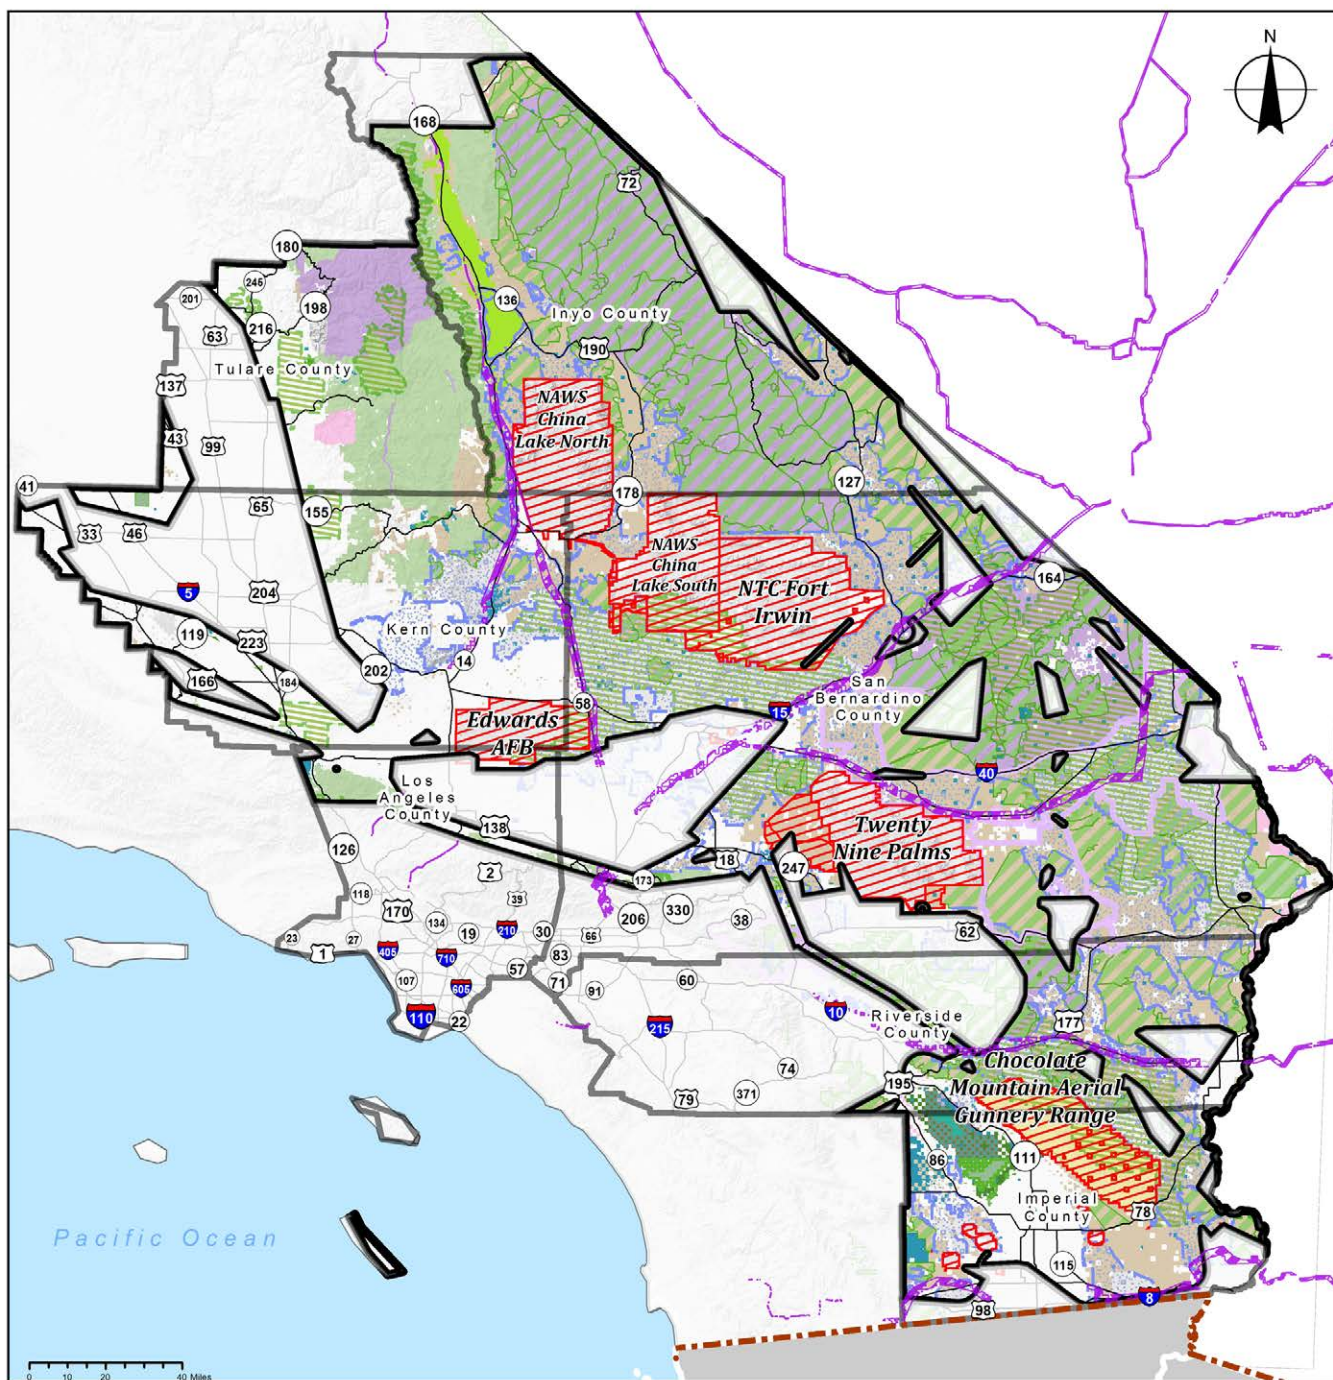 N
168
72
180
246
201
198
216
63
136
Inyo County
190
Tulare County
137
43
99
NAWS
China
Lake North
41
178
127
65
155
33
46
NAWS
China
Lake South
NTC Fort
Irwin
164
5
204
119
223
Kern County
202
14
166
184
San
Bernardino
County
58
15
Edwards
AFB
40
Los
Angeles
County
138
Twenty
Nine Palms
126
18
247
2
173
118
170
39
206
330
134
38
19
210
30
66
62
23
27
1
405
710
83
57
107
605
71
91
60
10
Riverside
County
177
110
22
215
Chocolate
Mountain Aerial
Gunnery Range
74
195
79
371
86
111
Imperial
County
78
Pacific Ocean
115
8
98
0 10 20 40 Miles